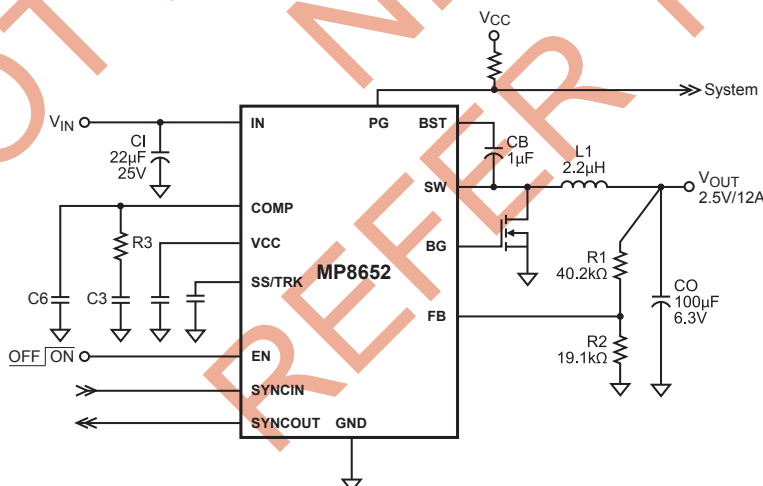 VCC
System
VIN
IN
PG
BST
CI
22µF
25V
CB
1µF
L1
2.2µH
SW
VOUT
2.5V/12A
COMP
R3
VCC
BG
MP8652
R1
40.2kΩ
SS/TRK
C6
C3
FB
CO
100µF
6.3V
R2
19.1kΩ
OFF ON
EN
SYNCIN
SYNCOUT GND
REFER